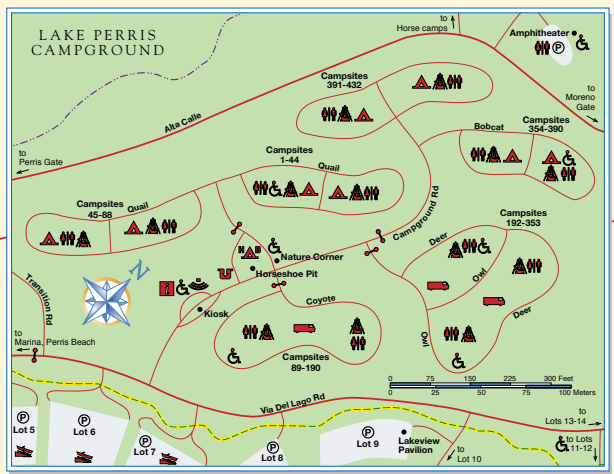 LAKE PERRIS
CAMPGROUND
to
Horse camps
Amphitheater
P
to
Moreno
Gate
Campsites
391-432
Alta Calle
Bobcat
Campsites
354-390
to
Perris Gate
Campsites
1-44
Quail
Campsites
45-88
Quail
Campground Rd
Campsites
192-353
Deer
Owl
Deer
Owl
H B
Nature Corner
Horseshoe Pit
N
Transition Rd
Kiosk
Coyote
Campsites
89-190
to
Marina, Perris Beach
0 75 150 225 300 Feet
0 25 50 75 100 Meters
Via Del Lago Rd
to
Lots 13-14
P
Lot 5
P
Lot 6
P
Lot 7
P
Lot 8
P
Lot 9
Lakeview
Pavilion
to
Lot 10
to Lots
11-12